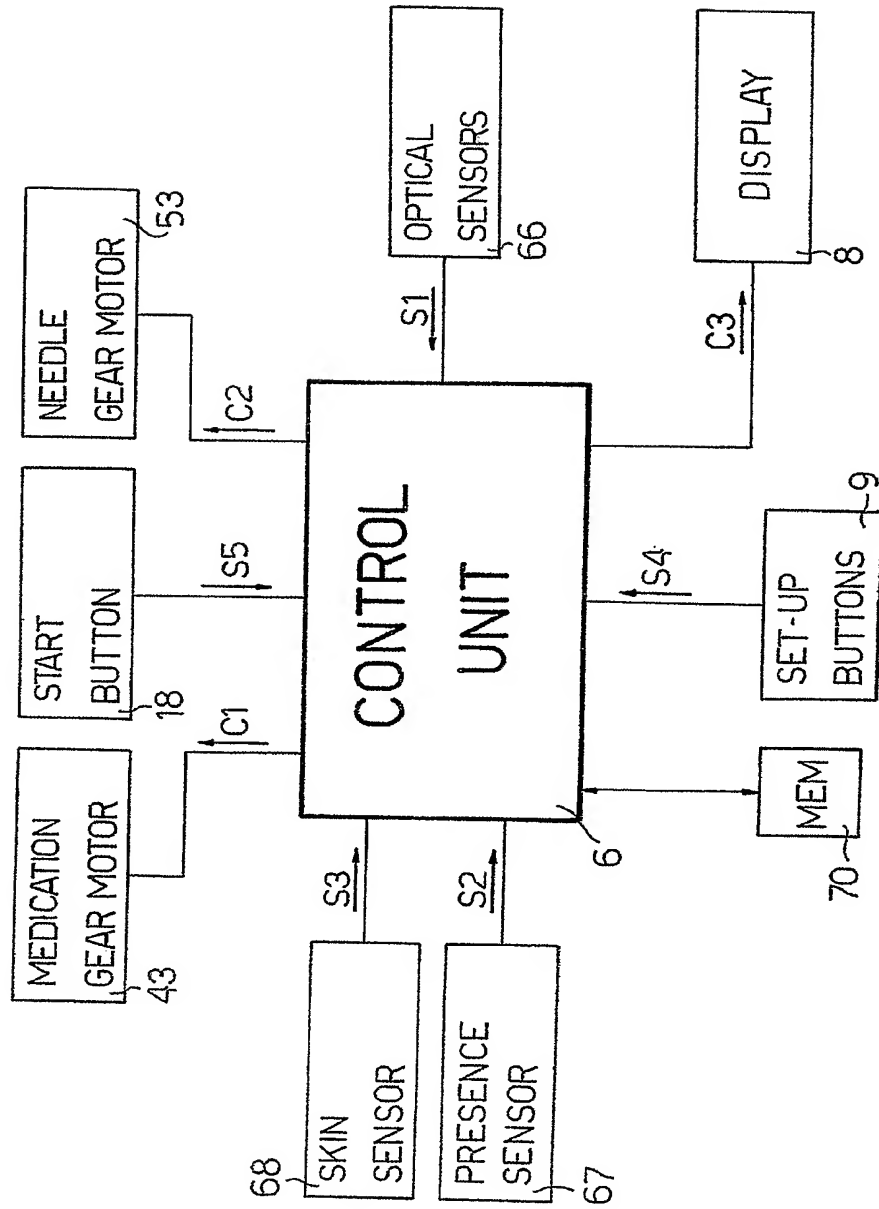 MEDICATION
GEAR MOTOR
43
START
BUTTON
18
NEEDLE
GEAR MOTOR
53
C1
S5
C2
68
SKIN
SENSOR
S3
PRESENCE
SENSOR
67
S2
CONTROL
UNIT
6
S1
OPTICAL
SENSORS
66
MEM
70
S4
SET-UP
BUTTONS
9
C3
DISPLAY
8